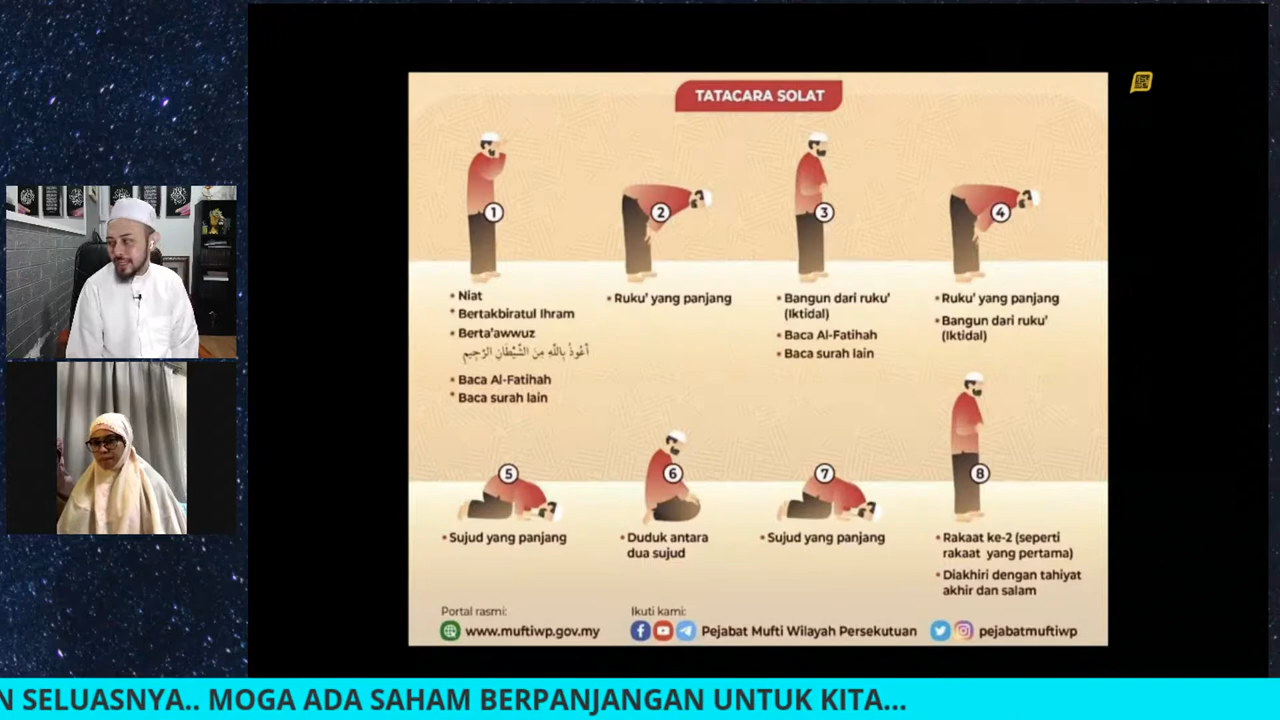 TATACARA SOLAT
1
2
3
4
• Niat
• Bertakbiratul Ihram
• Berta'awwuz
أَعُوذُ بِاللَّهِ مِنَ الشَّيْطَانِ الرَّجِيمِ
• Baca Al-Fatihah
• Baca surah lain
• Ruku' yang panjang
• Bangun dari ruku'
(Iktidal)
• Baca Al-Fatihah
• Baca surah lain
• Ruku' yang panjang
• Bangun dari ruku'
(Iktidal)
5
6
7
8
• Sujud yang panjang
• Duduk antara
dua sujud
• Sujud yang panjang
• Rakaat ke-2 (seperti
rakaat yang pertama)
• Diakhiri dengan tahiyat
akhir dan salam
Portal rasmi:
www.muftiwp.gov.my
Ikuti kami:
Pejabat Mufti Wilayah Persekutuan
pejabatmuftiwp
N SELUASNYA.. MOGA ADA SAHAM BERPANJANGAN UNTUK KITA...